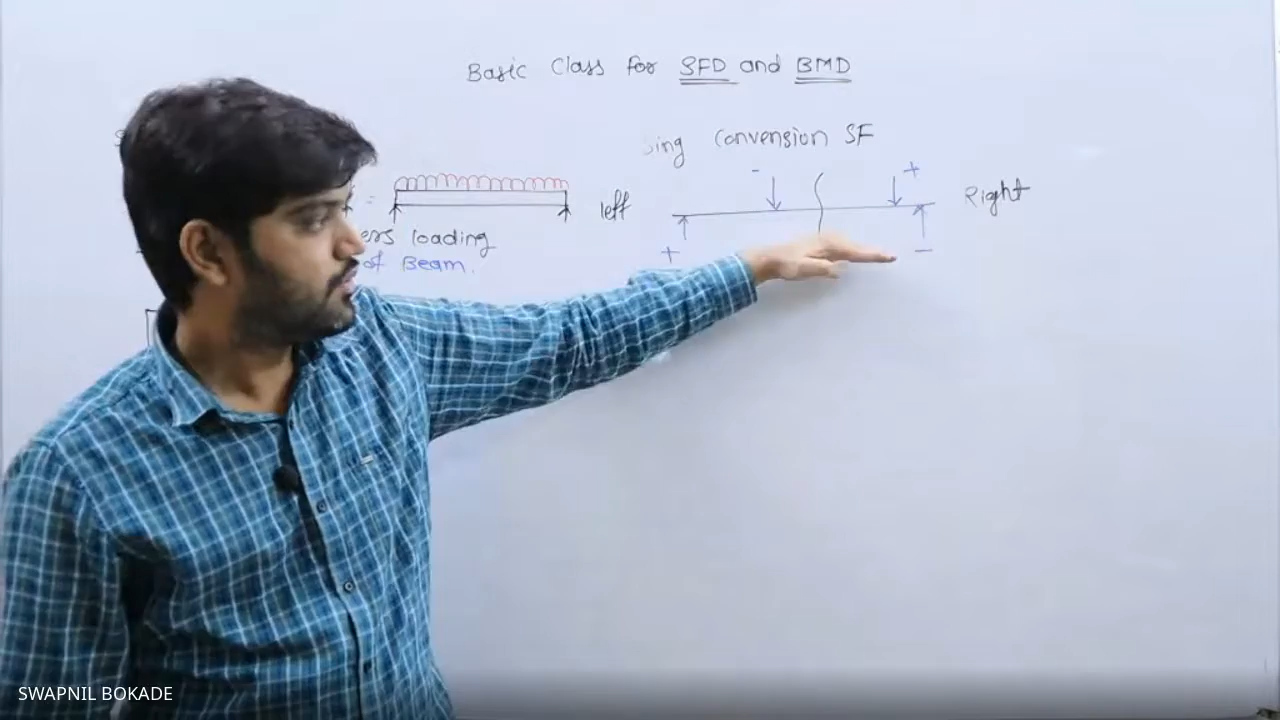 Basic Class for SFD and BMD
Convension SF
- +
left Right
loading
+ -
of Beam.
SWAPNIL BOKADE